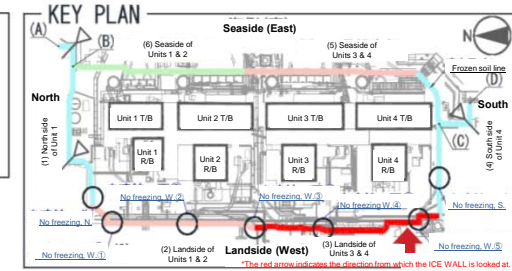 KEY PLAN
Seaside (East)
N
(A)
(B)
(6) Seaside of
Units 1 & 2
(5) Seaside of
Units 3 & 4
Frozen soil line
(D)
North
South
Unit 1 T/B
Unit 2 T/B
Unit 3 T/B
Unit 4 T/B
(C)
(1) North side
of Unit 1
(4) South side
of Unit 4
Unit 1
R/B
Unit 2
R/B
Unit 3
R/B
Unit 4
R/B
No freezing, W.②
No freezing, W.③
No freezing, W.④
No freezing, S.
No freezing, N.
No freezing, W.①
(2) Landside of
Units 1 & 2
Landside (West)
(3) Landside of
Units 3 & 4
No freezing, W.⑤
*The red arrow indicates the direction from which the ICE WALL is looked at.